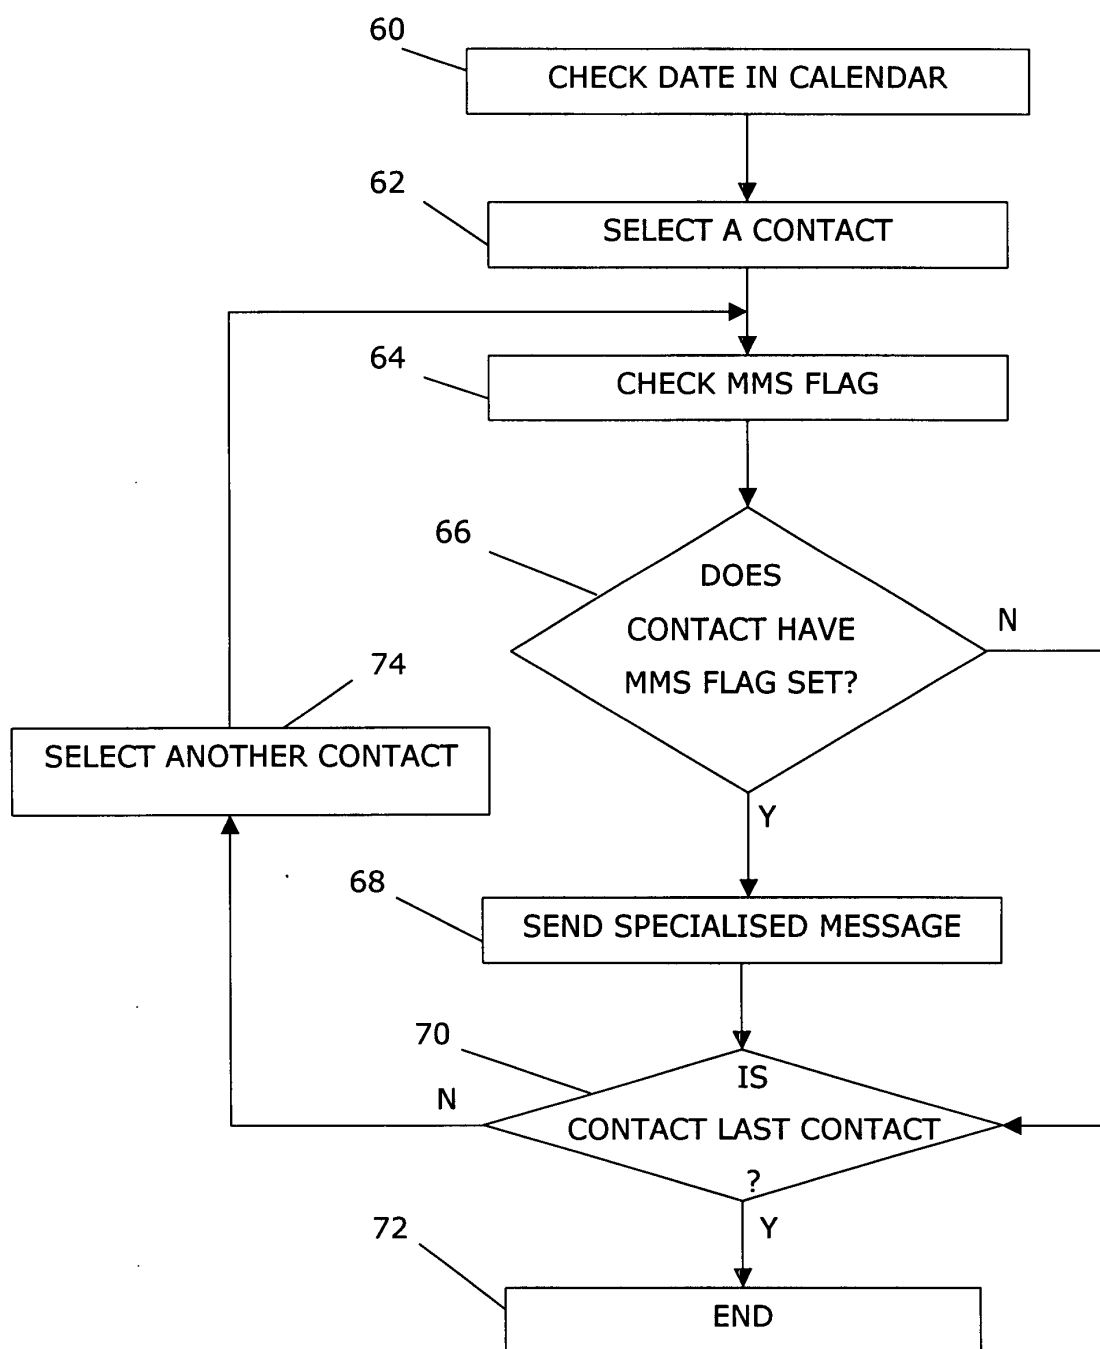 60
CHECK DATE IN CALENDAR
62
SELECT A CONTACT
64
CHECK MMS FLAG
66
DOES
CONTACT HAVE
MMS FLAG SET?
N
74
SELECT ANOTHER CONTACT
Y
68
SEND SPECIALISED MESSAGE
70
IS
N
CONTACT LAST CONTACT
?
72
Y
END